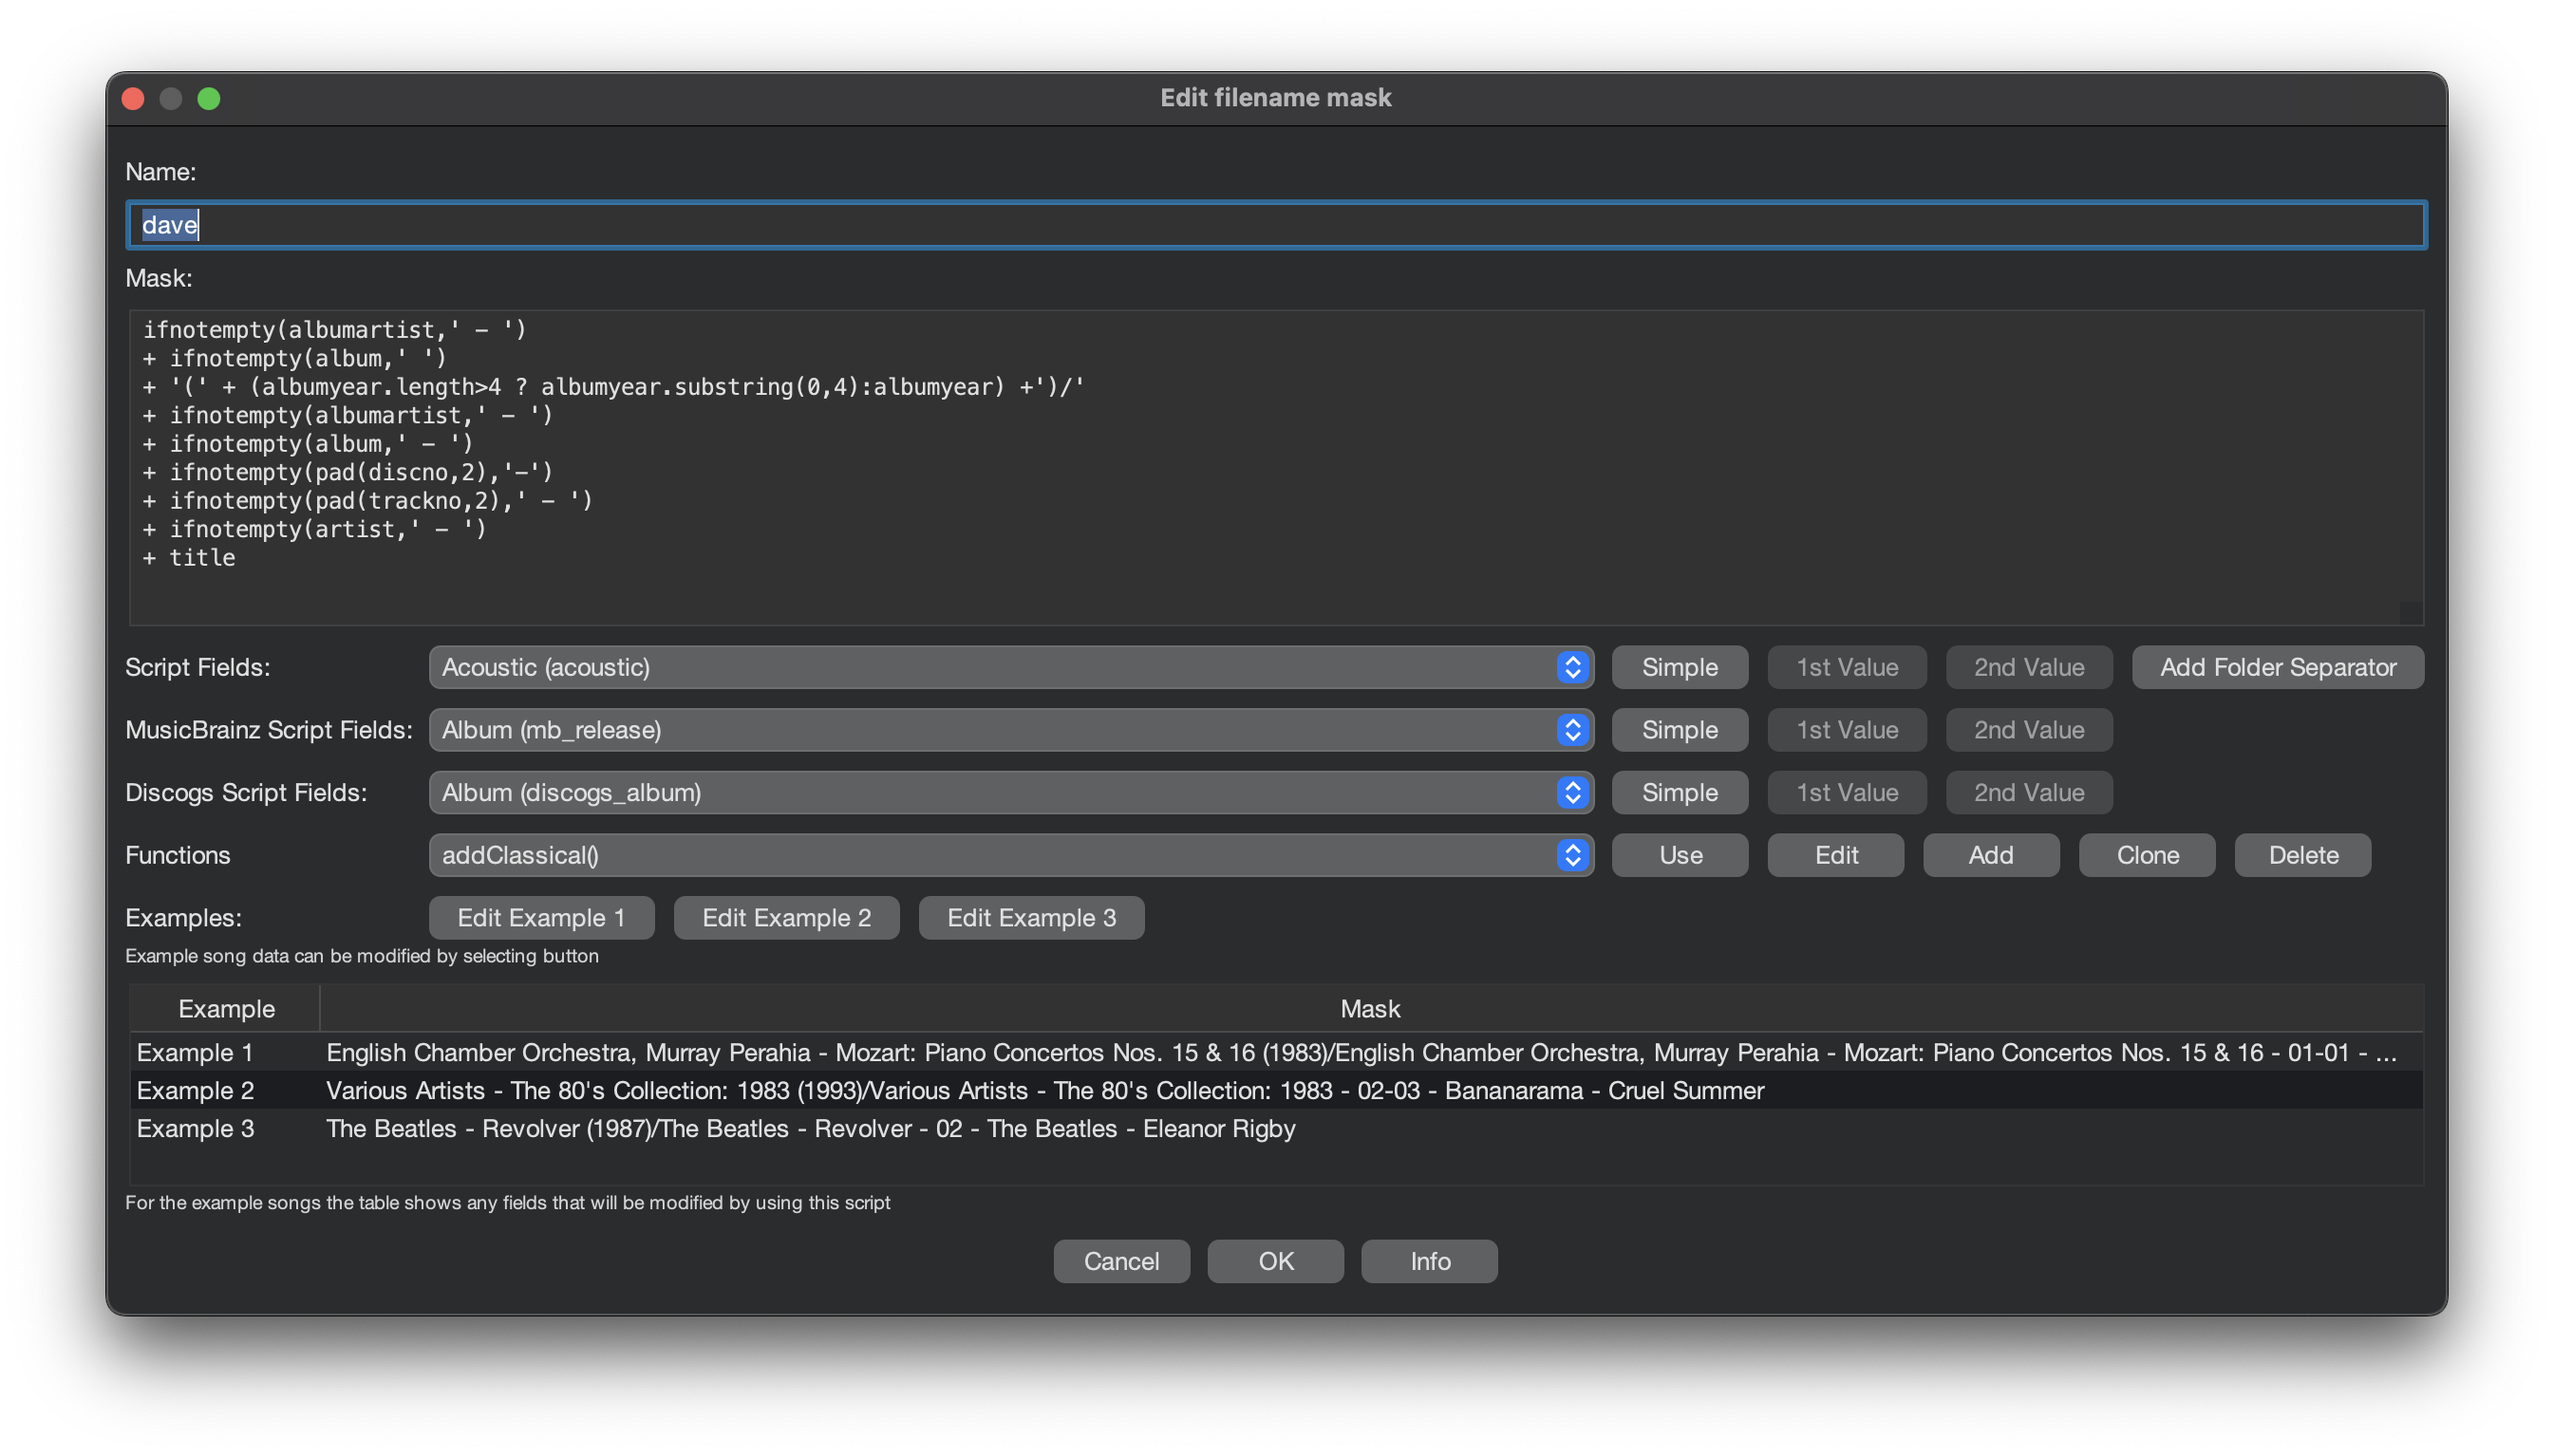 Edit filename mask
Name:
dave
Mask:
ifnotempty(albumartist,' - ')
+ ifnotempty(album,' ')
+ '(' + (albumyear.length>4 ? albumyear.substring(0,4):albumyear) +')/'
+ ifnotempty(albumartist,' - ')
+ ifnotempty(album,' - ')
+ ifnotempty(pad(discno,2),'-')
+ ifnotempty(pad(trackno,2),' - ')
+ ifnotempty(artist,' - ')
+ title
Script Fields: Acoustic (acoustic) Simple 1st Value 2nd Value Add Folder Separator
MusicBrainz Script Fields: Album (mb_release) Simple 1st Value 2nd Value
Discogs Script Fields: Album (discogs_album) Simple 1st Value 2nd Value
Functions addClassical() Use Edit Add Clone Delete
Examples: Edit Example 1 Edit Example 2 Edit Example 3
Example song data can be modified by selecting button
Example Mask
Example 1 English Chamber Orchestra, Murray Perahia - Mozart: Piano Concertos Nos. 15 & 16 (1983)/English Chamber Orchestra, Murray Perahia - Mozart: Piano Concertos Nos. 15 & 16 - 01-01 - ...
Example 2 Various Artists - The 80's Collection: 1983 (1993)/Various Artists - The 80's Collection: 1983 - 02-03 - Bananarama - Cruel Summer
Example 3 The Beatles - Revolver (1987)/The Beatles - Revolver - 02 - The Beatles - Eleanor Rigby
For the example songs the table shows any fields that will be modified by using this script
Cancel OK Info